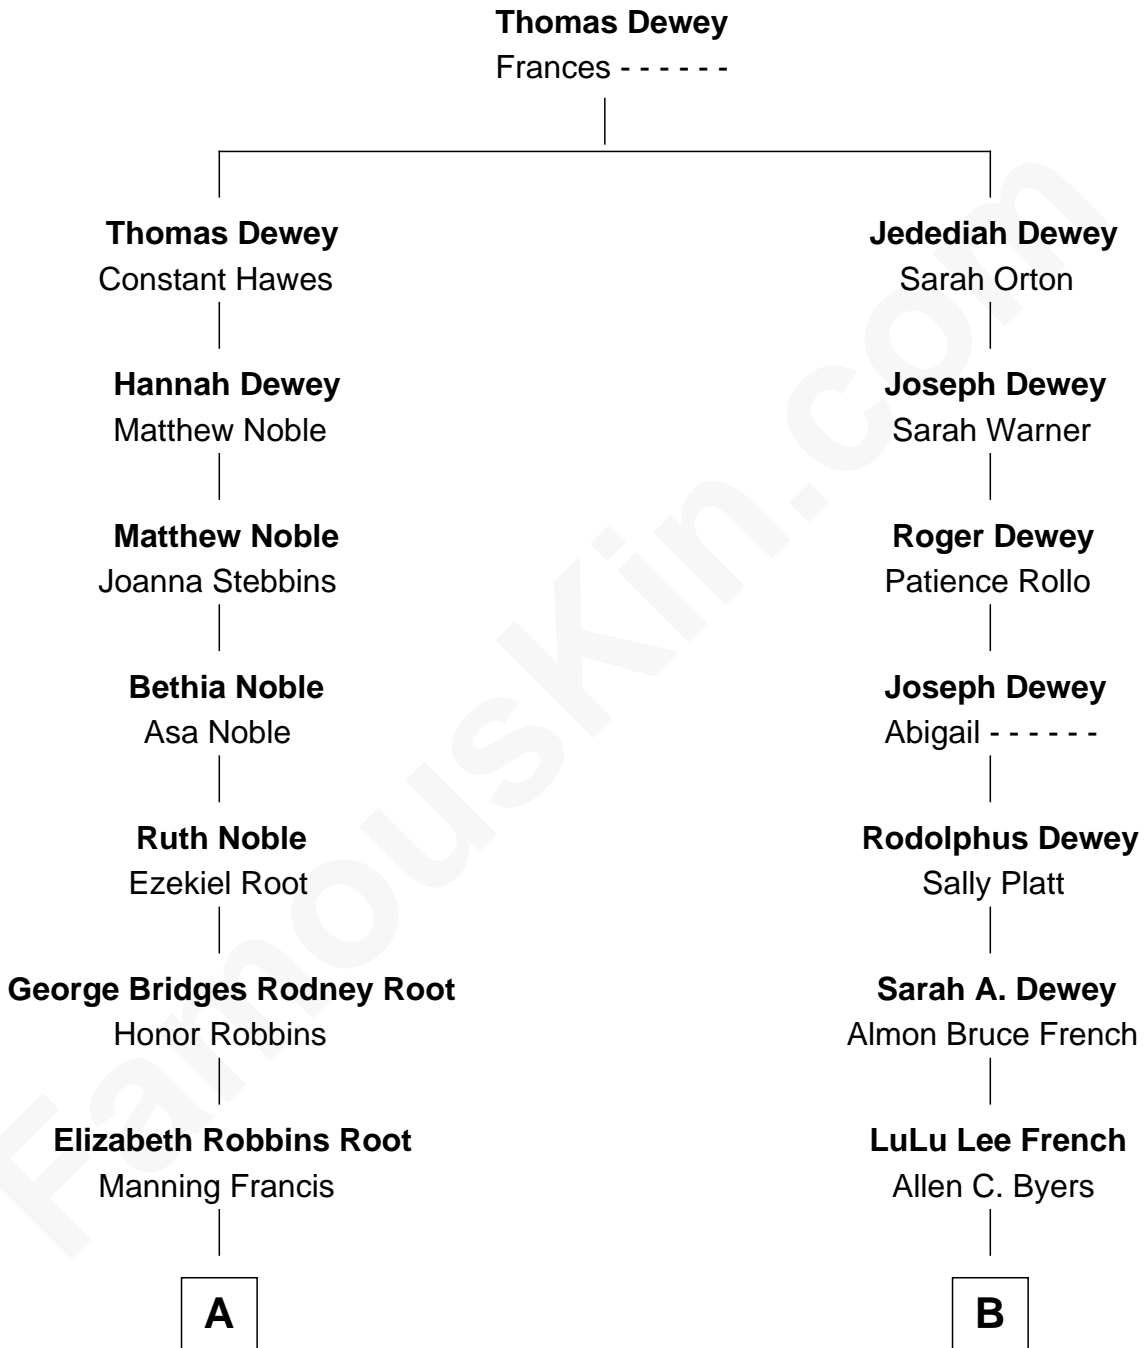 Thomas Dewey
Frances - - - - - -
Thomas Dewey
Constant Hawes
Jedediah Dewey
Sarah Orton
Hannah Dewey
Matthew Noble
Joseph Dewey
Sarah Warner
Matthew Noble
Joanna Stebbins
Roger Dewey
Patience Rollo
Bethia Noble
Asa Noble
Joseph Dewey
Abigail - - - - - -
Ruth Noble
Ezekiel Root
Rodolphus Dewey
Sally Platt
George Bridges Rodney Root
Honor Robbins
Sarah A. Dewey
Almon Bruce French
Elizabeth Robbins Root
Manning Francis
LuLu Lee French
Allen C. Byers
A
B
FamousKin.com